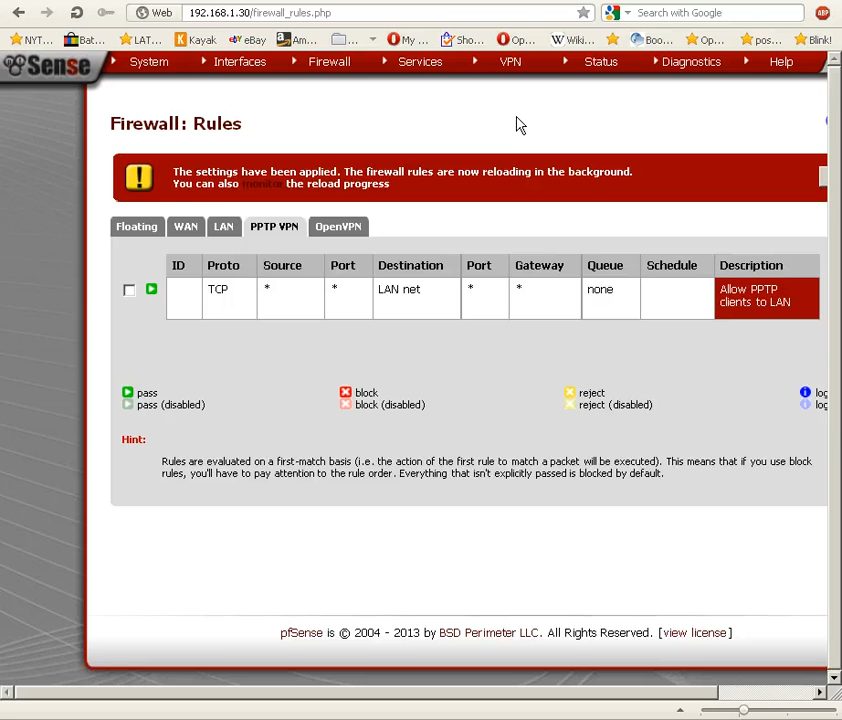 Web 192.168.1.30/firewall_rules.php Search with Google ABP
NYT... Bat... LAT... Kayak eBay Am... ... My ... Sho... Op... Wiki... Boo... Op... pos... Blink!
Sense System Interfaces Firewall Services VPN Status Diagnostics Help
Firewall: Rules
The settings have been applied. The firewall rules are now reloading in the background.
You can also monitor the reload progress
Floating WAN LAN PPTP VPN OpenVPN
ID Proto Source Port Destination Port Gateway Queue Schedule Description
TCP * * LAN net * * none Allow PPTP
clients to LAN
pass block reject log
pass (disabled) block (disabled) reject (disabled) log
Hint:
Rules are evaluated on a first-match basis (i.e. the action of the first rule to match a packet will be executed). This means that if you use block
rules, you'll have to pay attention to the rule order. Everything that isn't explicitly passed is blocked by default.
pfSense is © 2004 - 2013 by BSD Perimeter LLC. All Rights Reserved. [view license]